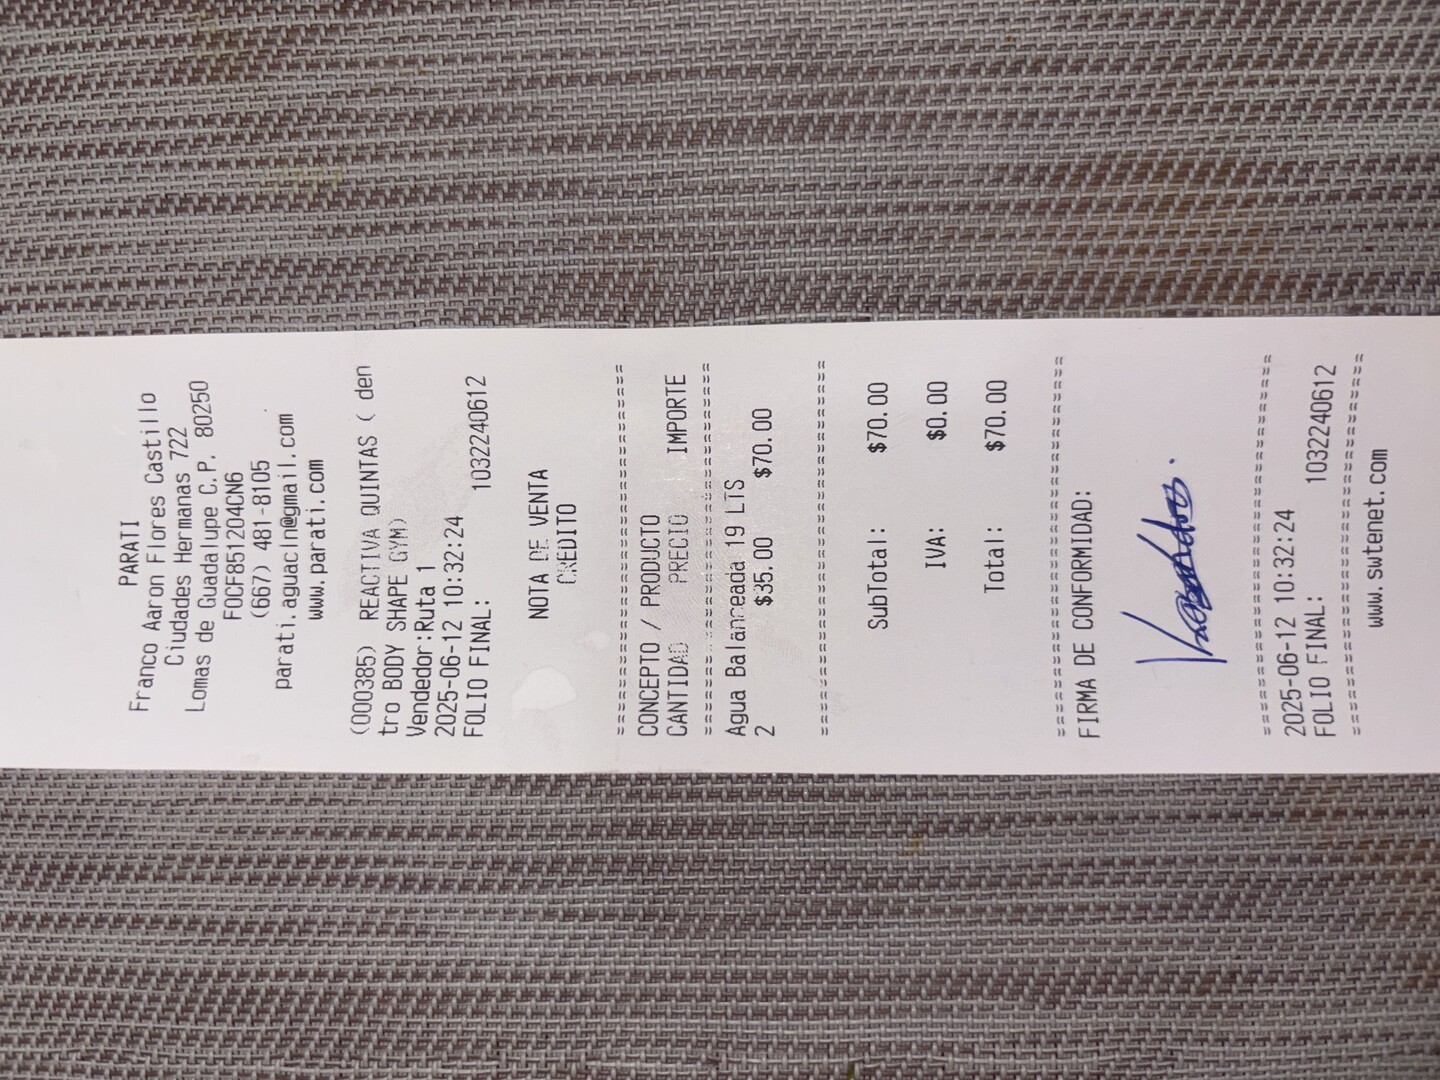 PARATI
Franco Aaron Flores Castillo
Ciudades Hermanas 722
Lomas de Guadalupe C.P. 80250
FOCF851204CN6
(667) 481-8105
parati.aguacln@gmail.com
www.parati.com
(000385) REACTIVA QUINTAS ( den
tro BODY SHAPE GYM)
Vendedor:Ruta 1
2025-06-12 10:32:24
FOLIO FINAL: 1032240612
NOTA DE VENTA
CREDITO
===============================
CONCEPTO / PRODUCTO
CANTIDAD PRECIO IMPORTE
===============================
Agua Balanceada 19 LTS
2 $35.00 $70.00
===============================
SubTotal: $70.00
IVA: $0.00
Total: $70.00
===============================
FIRMA DE CONFORMIDAD:
===============================
2025-06-12 10:32:24
FOLIO FINAL: 1032240612
===============================
www.swtenet.com